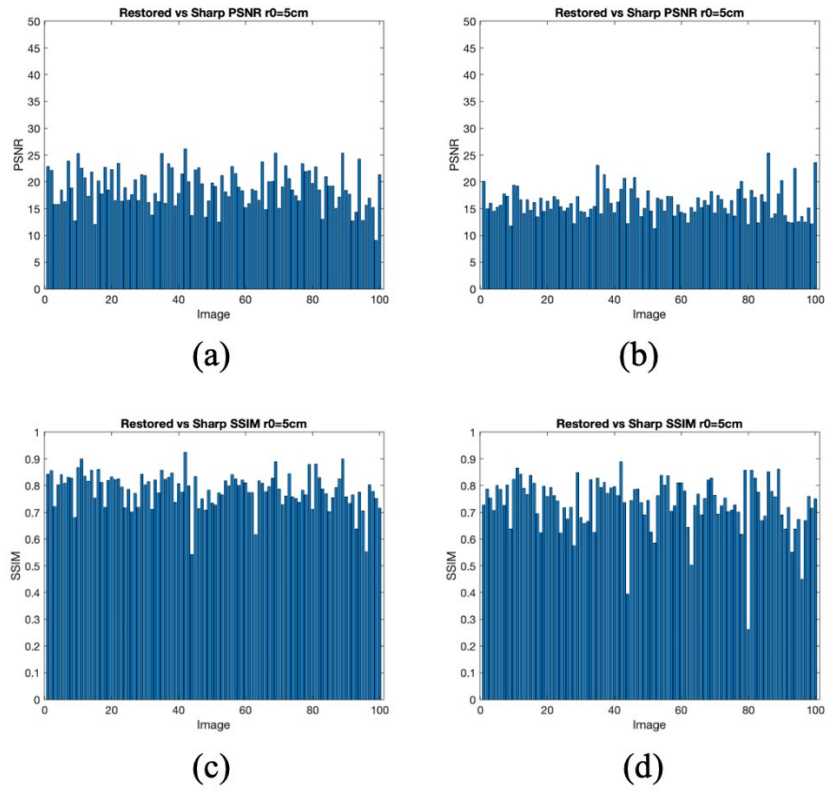 Restored vs Sharp PSNR r0=5cm
50
45
40
35
30
25
20
15
10
5
0
PSNR
0 20 40 60 80 100
Image
(a)
Restored vs Sharp PSNR r0=5cm
50
45
40
35
30
25
20
15
10
5
0
PSNR
0 20 40 60 80 100
Image
(b)
Restored vs Sharp SSIM r0=5cm
1
0.9
0.8
0.7
0.6
0.5
0.4
0.3
0.2
0.1
0
SSIM
0 20 40 60 80 100
Image
(c)
Restored vs Sharp SSIM r0=5cm
1
0.9
0.8
0.7
0.6
0.5
0.4
0.3
0.2
0.1
0
SSIM
0 20 40 60 80 100
Image
(d)